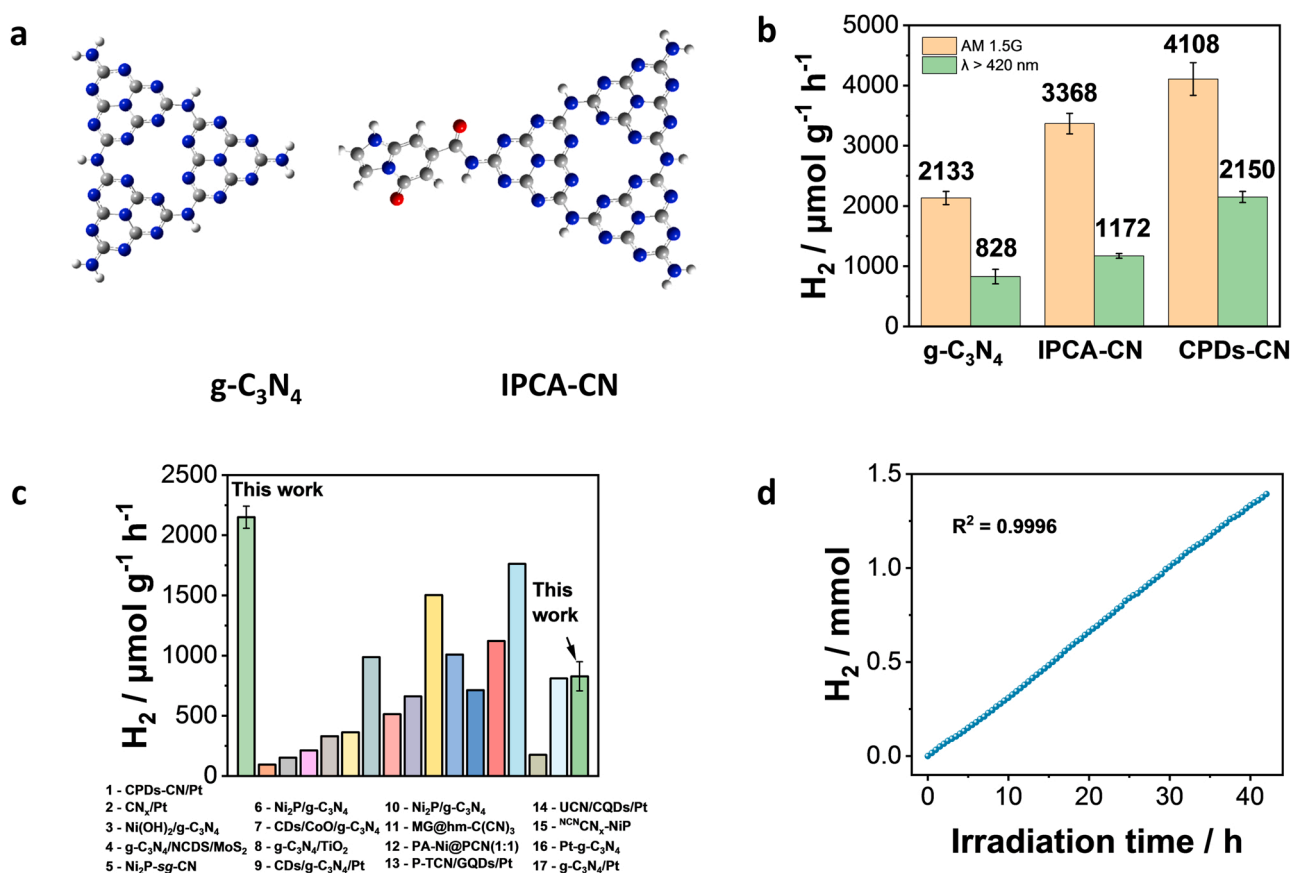 a
g-C₃N₄
IPCA-CN
b
AM 1.5G
λ > 420 nm
H₂ / μmol g⁻¹ h⁻¹
5000
4000
3000
2000
1000
0
2133
828
3368
1172
4108
2150
g-C₃N₄
IPCA-CN
CPDs-CN
c
H₂ / μmol g⁻¹ h⁻¹
2500
2000
1500
1000
500
0
This work
This
work
1 - CPDs-CN/Pt
2 - CNₓ/Pt
3 - Ni(OH)₂/g-C₃N₄
4 - g-C₃N₄/NCDS/MoS₂
5 - Ni₂P-sg-CN
6 - Ni₂P/g-C₃N₄
7 - CDs/CoO/g-C₃N₄
8 - g-C₃N₄/TiO₂
9 - CDs/g-C₃N₄/Pt
10 - Ni₂P/g-C₃N₄
11 - MG@hm-C(CN)₃
12 - PA-Ni@PCN(1:1)
13 - P-TCN/GQDs/Pt
14 - UCN/CQDs/Pt
15 - ᴺᶜᴺCNₓ-NiP
16 - Pt-g-C₃N₄
17 - g-C₃N₄/Pt
d
H₂ / mmol
1.5
1.0
0.5
0.0
R² = 0.9996
0
10
20
30
40
Irradiation time / h